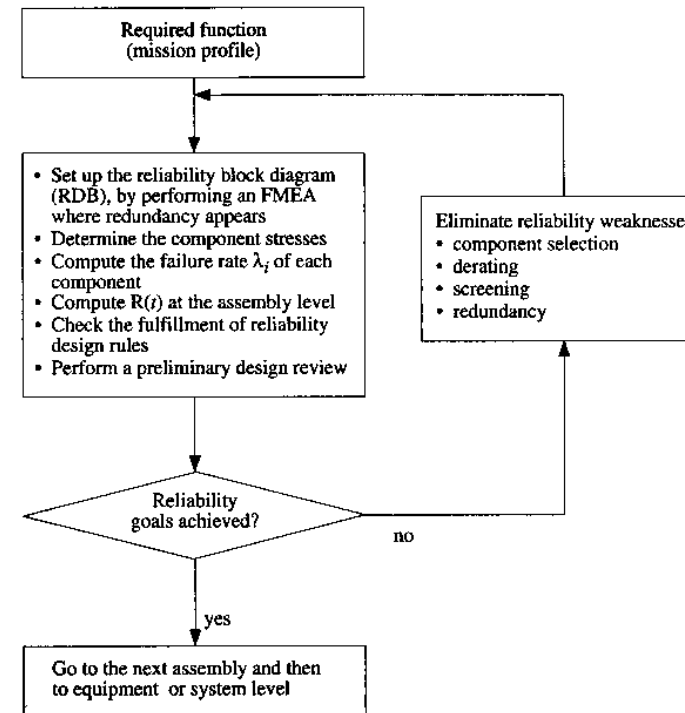 Required function
(mission profile)
• Set up the reliability block diagram
(RDB), by performing an FMEA
where redundancy appears
• Determine the component stresses
• Compute the failure rate λi of each
component
• Compute R(t) at the assembly level
• Check the fulfillment of reliability
design rules
• Perform a preliminary design review
Eliminate reliability weaknesse
• component selection
• derating
• screening
• redundancy
Reliability
goals achieved?
no
yes
Go to the next assembly and then
to equipment or system level